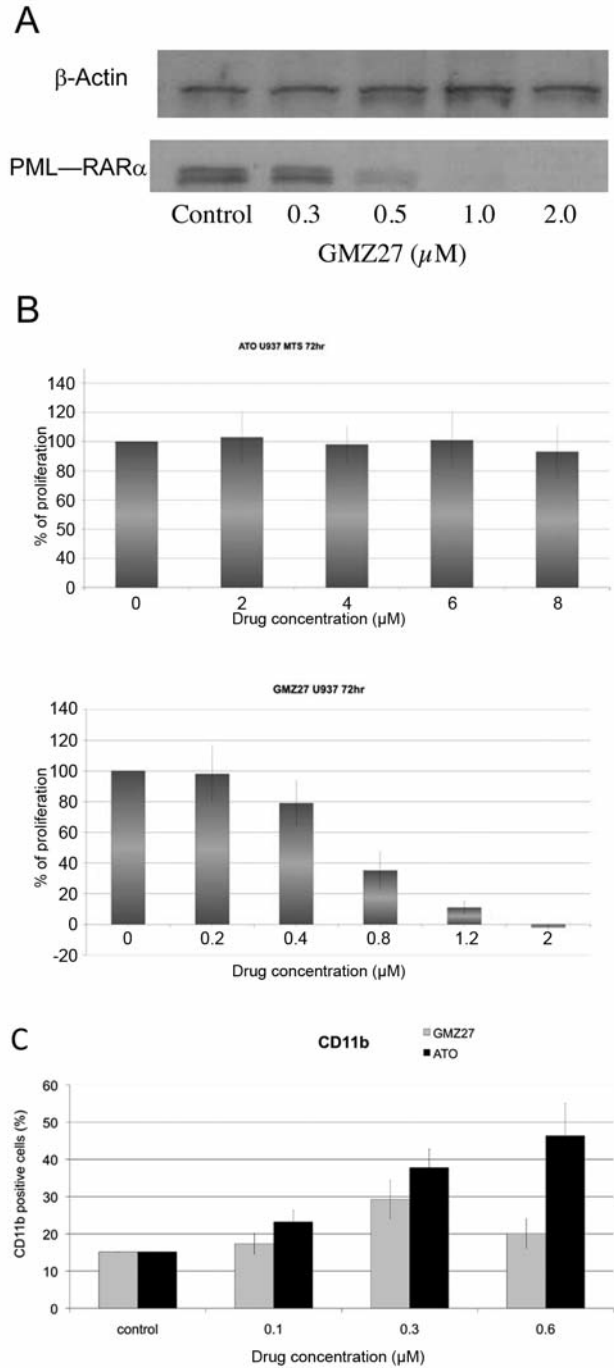 A
β-Actin
PML—RARα
Control 0.3 0.5 1.0 2.0
GMZ27 (µM)
B
ATO U937 MTS 72hr
% of proliferation
140
120
100
80
60
50
40
0
0 2 4 6 8
Drug concentration (µM)
GMZ27 U937 72hr
% of proliferation
140
120
100
80
60
40
20
0
-20
0 0.2 0.4 0.8 1.2 2
Drug concentration (µM)
C
CD11b
GMZ27
ATO
CD11b positive cells (%)
60
50
40
30
20
10
0
control 0.1 0.3 0.6
Drug concentration (µM)